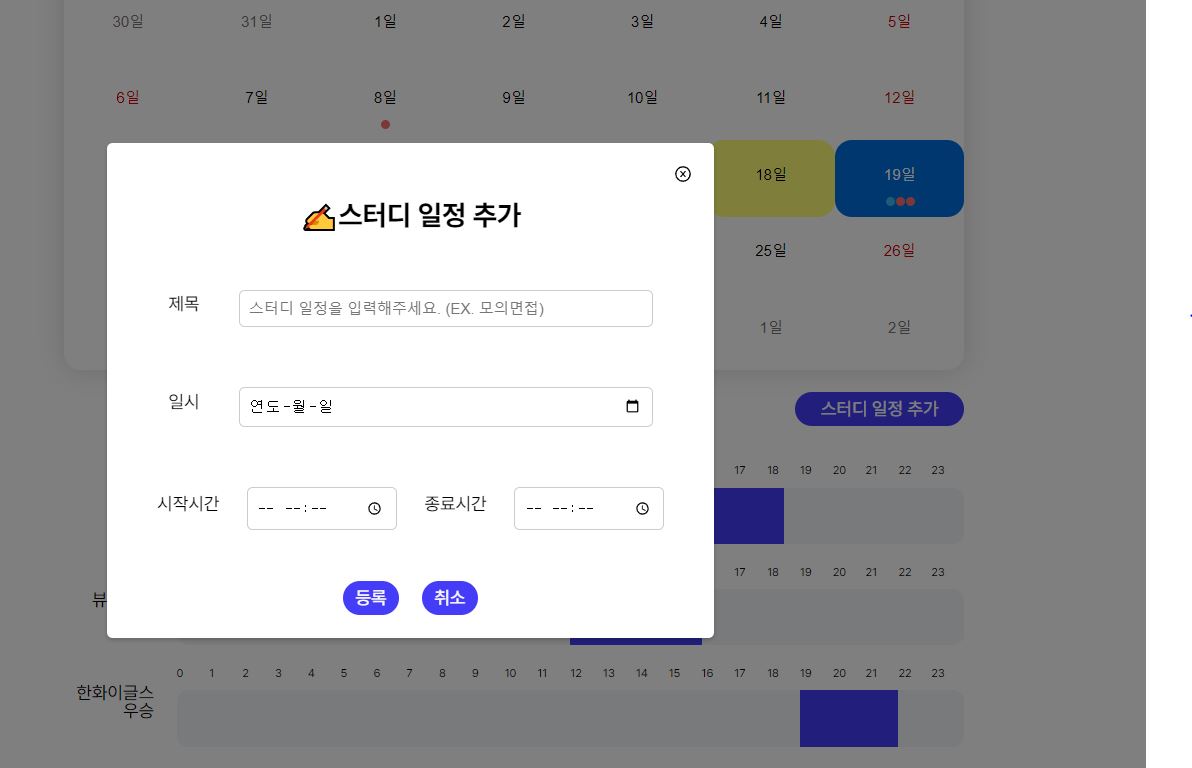 30일 31일 1일 2일 3일 4일 5일
6일 7일 8일 9일 10일 11일 12일
18일 19일
✍스터디 일정 추가
25일 26일
제목 스터디 일정을 입력해주세요. (EX. 모의면접)
1일 2일
일시 연도-월-일
스터디 일정 추가
17 18 19 20 21 22 23
시작시간 -- --:-- 종료시간 -- --:--
17 18 19 20 21 22 23
뷰
등록 취소
0 1 2 3 4 5 6 7 8 9 10 11 12 13 14 15 16 17 18 19 20 21 22 23
한화이글스
우승